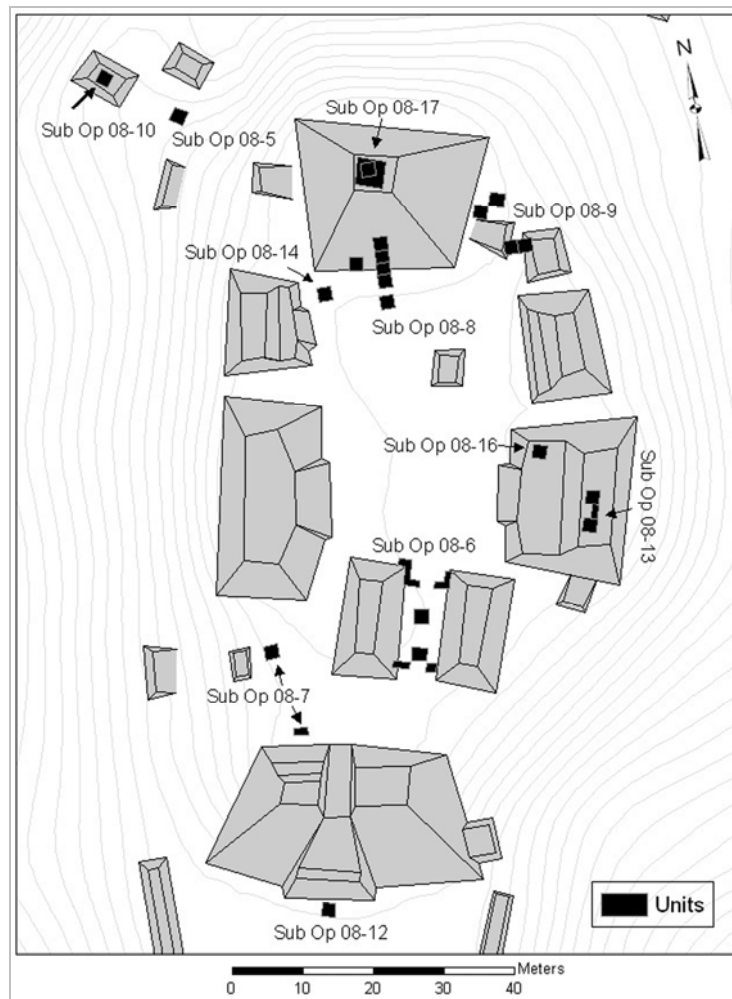 N
Sub Op 08-17
Sub Op 08-10
Sub Op 08-5
Sub Op 08-9
Sub Op 08-14
Sub Op 08-8
Sub Op 08-16
Sub Op 08-13
Sub Op 08-6
Sub Op 08-7
Units
Sub Op 08-12
Meters
0 10 20 30 40